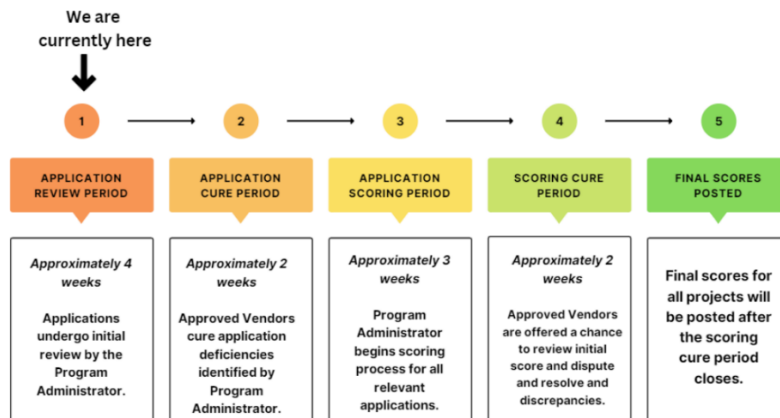 We are
currently here
1
2
3
4
5
APPLICATION
REVIEW PERIOD
APPLICATION
CURE PERIOD
APPLICATION
SCORING PERIOD
SCORING CURE
PERIOD
FINAL SCORES
POSTED
Approximately 4
weeks
Applications
undergo initial
review by the
Program
Administrator.
Approximately 2
weeks
Approved Vendors
cure application
deficiencies
identified by
Program
Administrator.
Approximately 3
weeks
Program
Administrator
begins scoring
process for all
relevant
applications.
Approximately 2
weeks
Approved Vendors
are offered a chance
to review initial
score and dispute
and resolve and
discrepancies.
Final scores for
all projects will
be posted after
the scoring
cure period
closes.